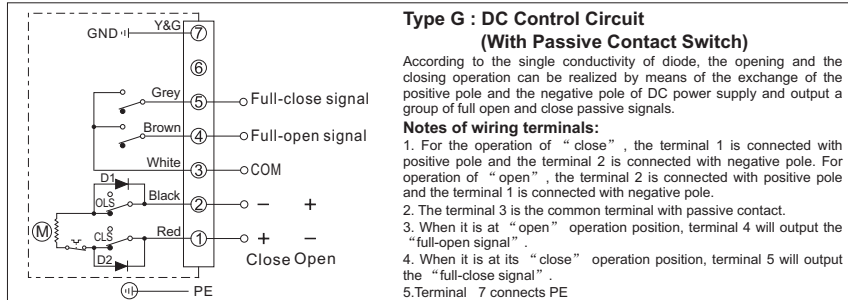 GND
Y&G
7
6
Grey
5
Full-close signal
Brown
4
Full-open signal
White
3
COM
D1
OLS
Black
2
− +
M
CLS
Red
1
+ −
D2
Close Open
PE
Type G : DC Control Circuit
(With Passive Contact Switch)
According to the single conductivity of diode, the opening and the
closing operation can be realized by means of the exchange of the
positive pole and the negative pole of DC power supply and output a
group of full open and close passive signals.
Notes of wiring terminals:
1. For the operation of “close”, the terminal 1 is connected with
positive pole and the terminal 2 is connected with negative pole. For
operation of “open”, the terminal 2 is connected with positive pole
and the terminal 1 is connected with negative pole.
2. The terminal 3 is the common terminal with passive contact.
3. When it is at “open” operation position, terminal 4 will output the
“full-open signal”.
4. When it is at its “close” operation position, terminal 5 will output
the “full-close signal”.
5.Terminal 7 connects PE